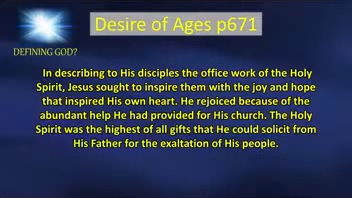 Desire of Ages p671
DEFINING GOD?
In describing to His disciples the office work of the Holy
Spirit, Jesus sought to inspire them with the joy and hope
that inspired His own heart. He rejoiced because of the
abundant help He had provided for His church. The Holy
Spirit was the highest of all gifts that He could solicit from
His Father for the exaltation of His people.